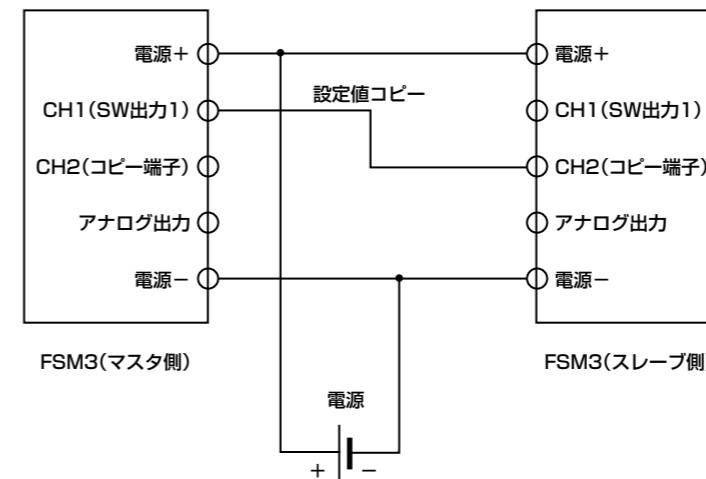 電源＋
CH1(SW出力1)
CH2(コピー端子)
アナログ出力
電源－
FSM3(マスタ側)
設定値コピー
電源＋
CH1(SW出力1)
CH2(コピー端子)
アナログ出力
電源－
FSM3(スレーブ側)
電源
＋ －